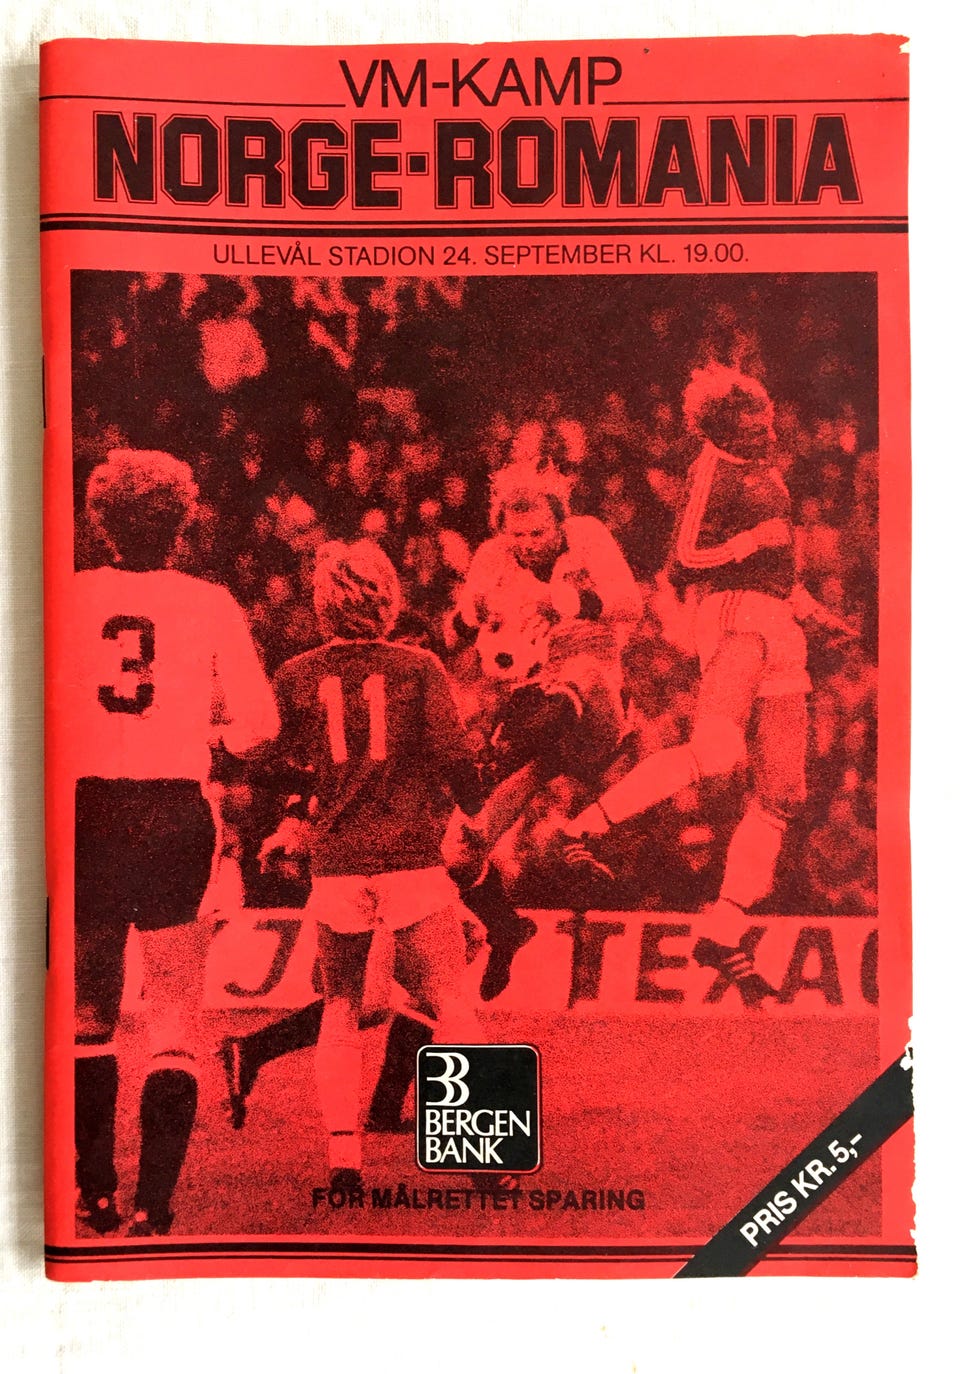 VM-KAMP
NORGE-ROMANIA
ULLEVÅL STADION 24. SEPTEMBER KL. 19.00.
3
11
TEXACO
BERGEN
BANK
FOR MÅLRETTET SPARING
PRIS KR. 5,-